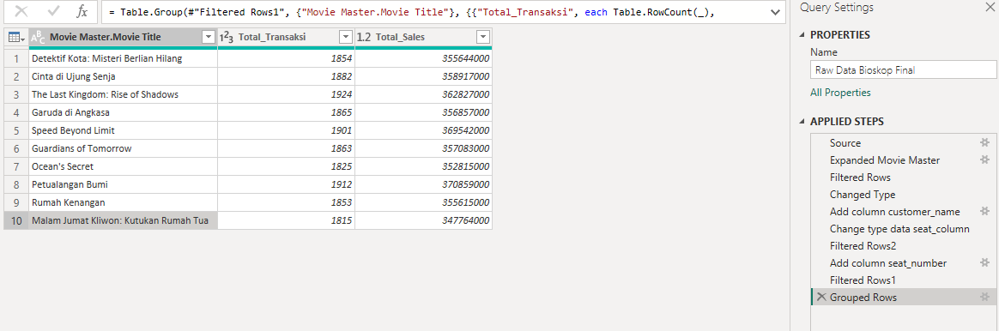 Query Settings
fx = Table.Group(#"Filtered Rows1", {"Movie Master.Movie Title"}, {{"Total_Transaksi", each Table.RowCount(_),
PROPERTIES
Name
Raw Data Bioskop Final
All Properties
APPLIED STEPS
Source
Expanded Movie Master
Filtered Rows
Changed Type
Add column customer_name
Change type data seat_column
Filtered Rows2
Add column seat_number
Filtered Rows1
Grouped Rows
ABC Movie Master.Movie Title 123 Total_Transaksi 1.2 Total_Sales
1 Detektif Kota: Misteri Berlian Hilang 1854 355644000
2 Cinta di Ujung Senja 1882 358917000
3 The Last Kingdom: Rise of Shadows 1924 362827000
4 Garuda di Angkasa 1865 356857000
5 Speed Beyond Limit 1901 369542000
6 Guardians of Tomorrow 1863 357083000
7 Ocean's Secret 1825 352815000
8 Petualangan Bumi 1912 370859000
9 Rumah Kenangan 1853 355615000
10 Malam Jumat Kliwon: Kutukan Rumah Tua 1815 347764000